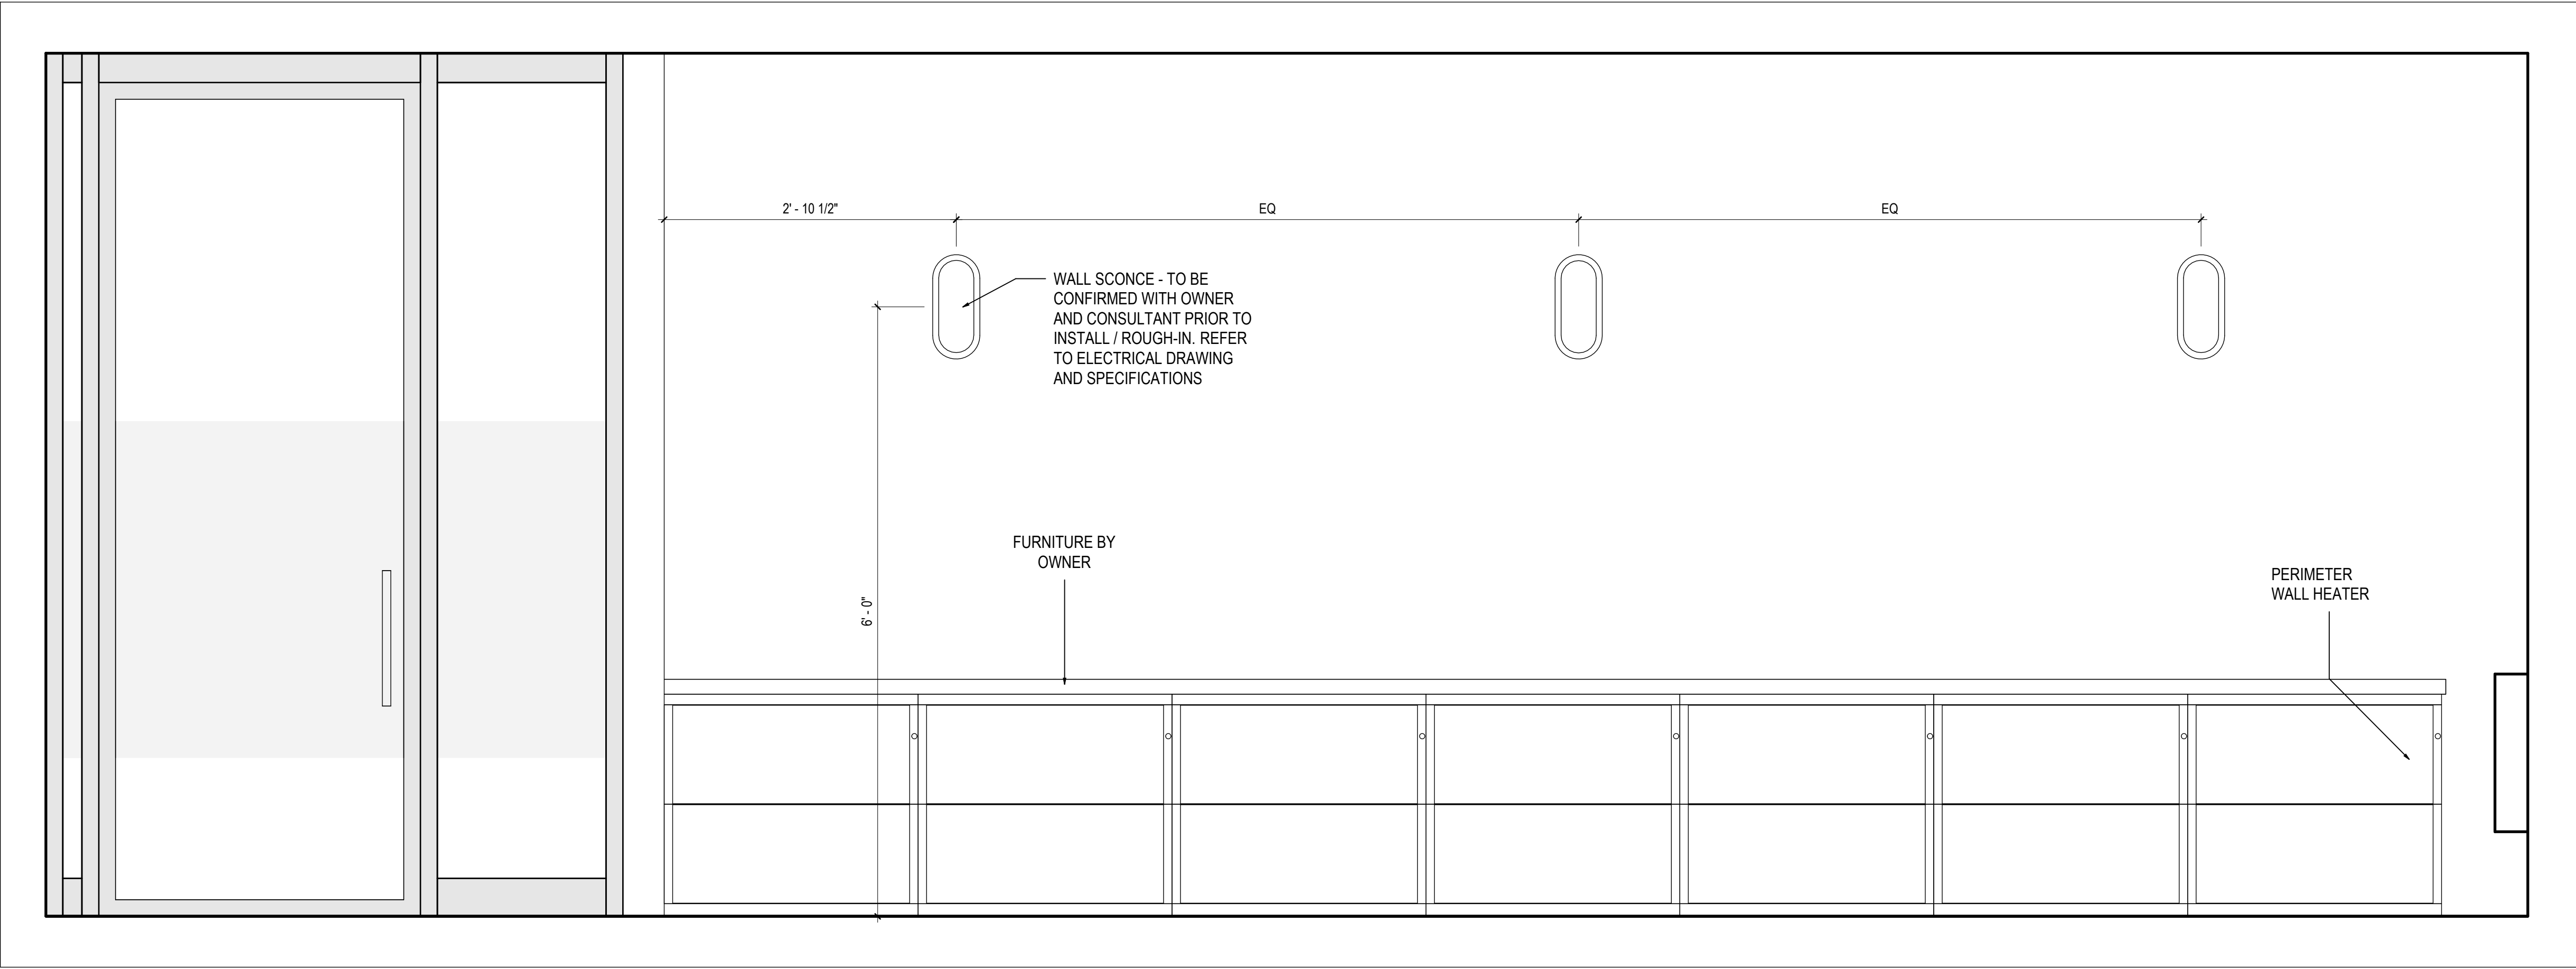 2' - 10 1/2"
EQ
EQ
WALL SCONCE - TO BE
CONFIRMED WITH OWNER
AND CONSULTANT PRIOR TO
INSTALL / ROUGH-IN. REFER
TO ELECTRICAL DRAWING
AND SPECIFICATIONS
FURNITURE BY
OWNER
6' - 0"
PERIMETER
WALL HEATER